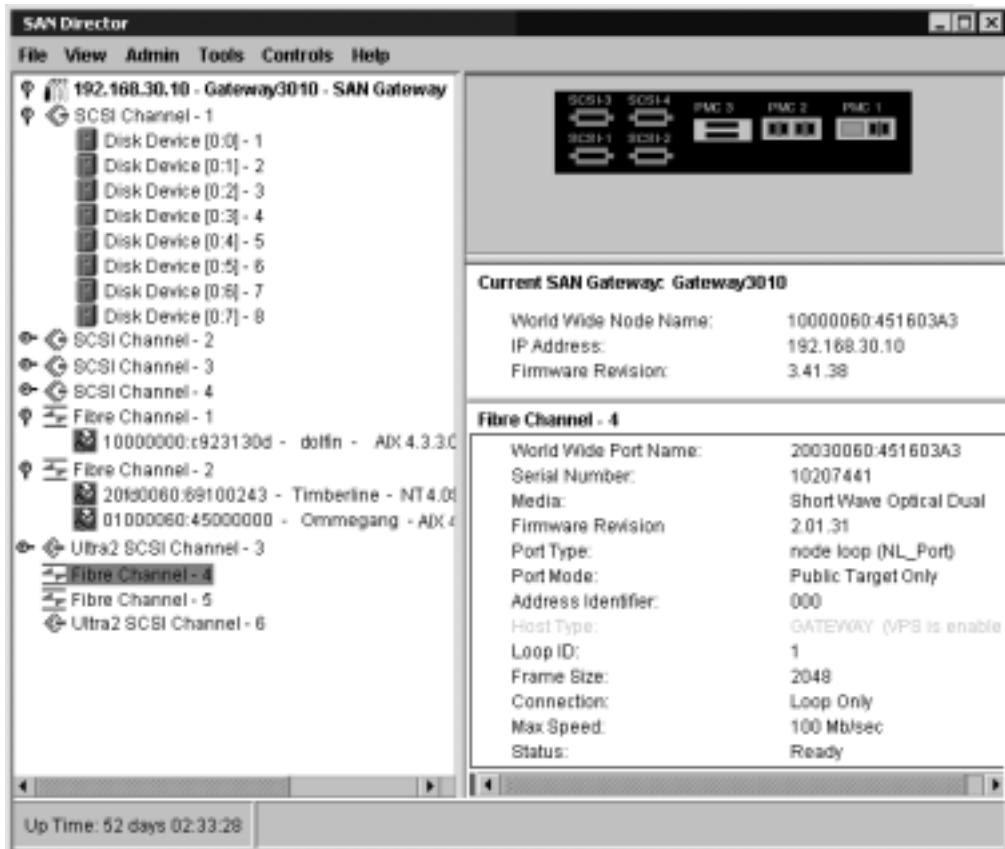 SAN Director
File View Admin Tools Controls Help
192.168.30.10 - Gateway3010 - SAN Gateway
SCSI Channel - 1
Disk Device [0:0] - 1
Disk Device [0:1] - 2
Disk Device [0:2] - 3
Disk Device [0:3] - 4
Disk Device [0:4] - 5
Disk Device [0:5] - 6
Disk Device [0:6] - 7
Disk Device [0:7] - 8
SCSI Channel - 2
SCSI Channel - 3
SCSI Channel - 4
Fibre Channel - 1
10000000:c923130d - dolfin - AIX 4.3.3.0
Fibre Channel - 2
20fd0060:69100243 - Timberline - NT4.0
01000060:45000000 - Ommegang - AIX 4
Ultra2 SCSI Channel - 3
Fibre Channel - 4
Fibre Channel - 5
Ultra2 SCSI Channel - 6
SCSI-3 SCSI-4 PMC 3 PMC 2 PMC 1
SCSI-1 SCSI-2
Current SAN Gateway: Gateway3010
World Wide Node Name: 10000060:451603A3
IP Address: 192.168.30.10
Firmware Revision: 3.41.38
Fibre Channel - 4
World Wide Port Name: 20030060:451603A3
Serial Number: 10207441
Media: Short Wave Optical Dual
Firmware Revision 2.01.31
Port Type: node loop (NL_Port)
Port Mode: Public Target Only
Address Identifier: 000
Host Type: GATEWAY (VPS is enable
Loop ID: 1
Frame Size: 2048
Connection: Loop Only
Max Speed: 100 Mb/sec
Status: Ready
Up Time: 52 days 02:33:28